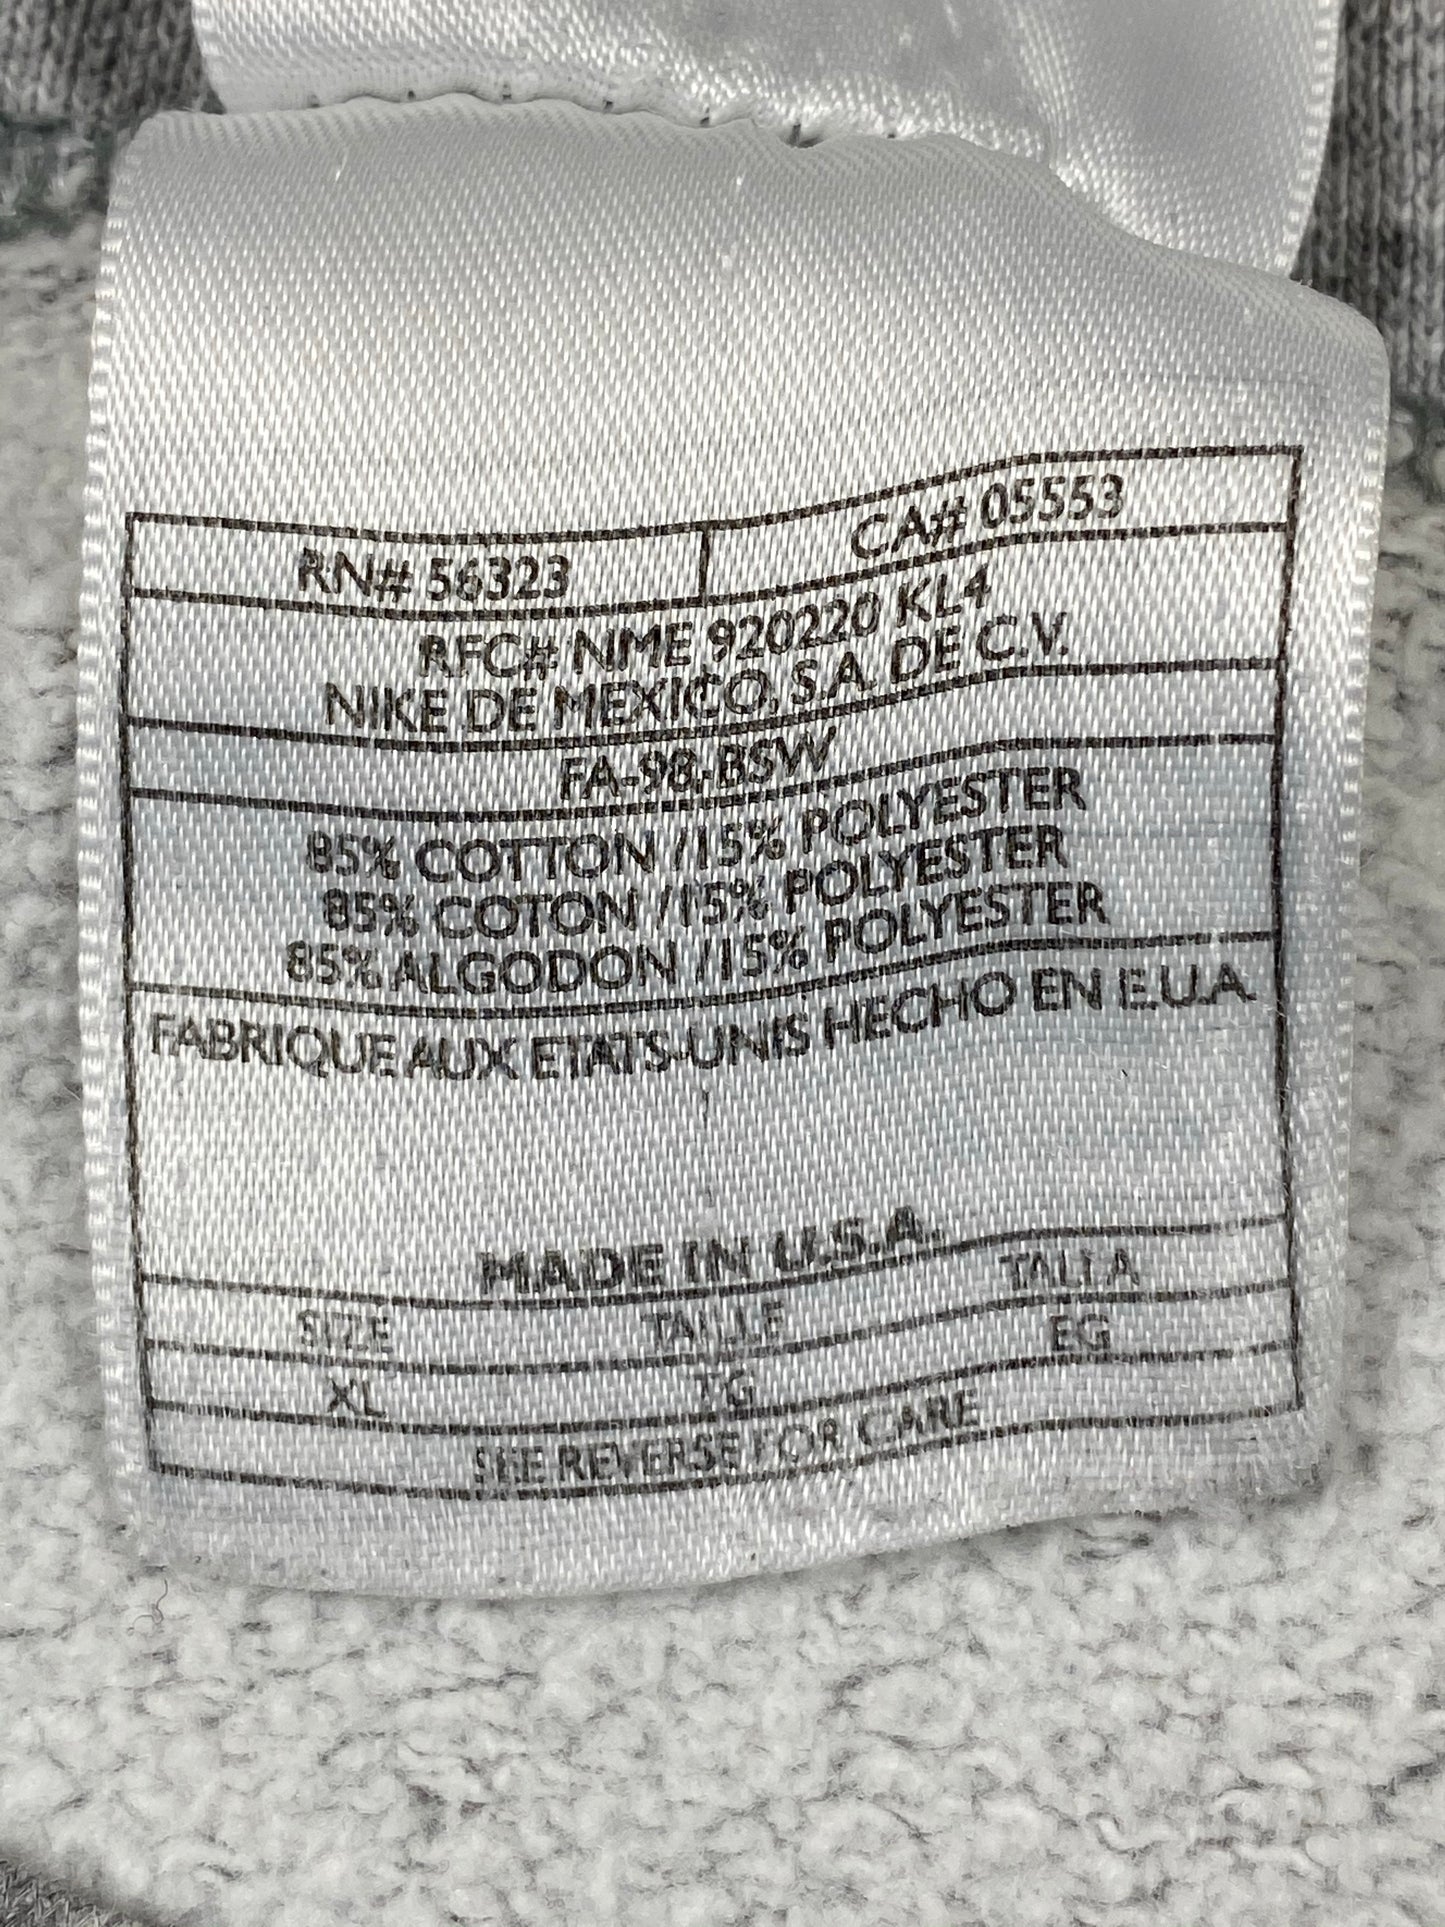 RN# 56323 CA# 05553
RFC# NME 920220 KL4
NIKE DE MEXICO, S.A. DE C.V.
FA-98-BSW
85% COTTON / 15% POLYESTER
85% COTON / 15% POLYESTER
85% ALGODON / 15% POLYESTER
FABRIQUE AUX ETATS-UNIS HECHO EN E.U.A.
MADE IN U.S.A.
SIZE TAILLE TALLA
XL TG EG
SEE REVERSE FOR CARE